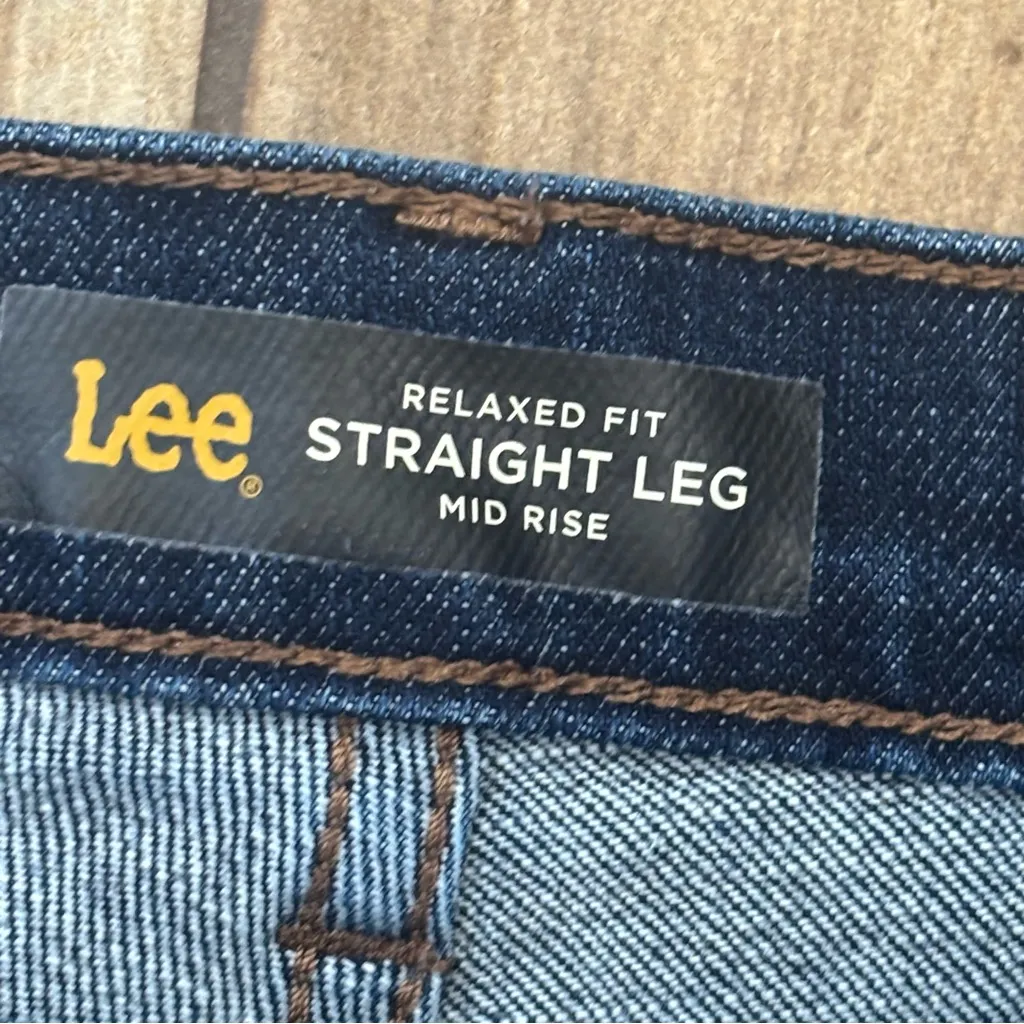 Lee®
RELAXED FIT
STRAIGHT LEG
MID RISE